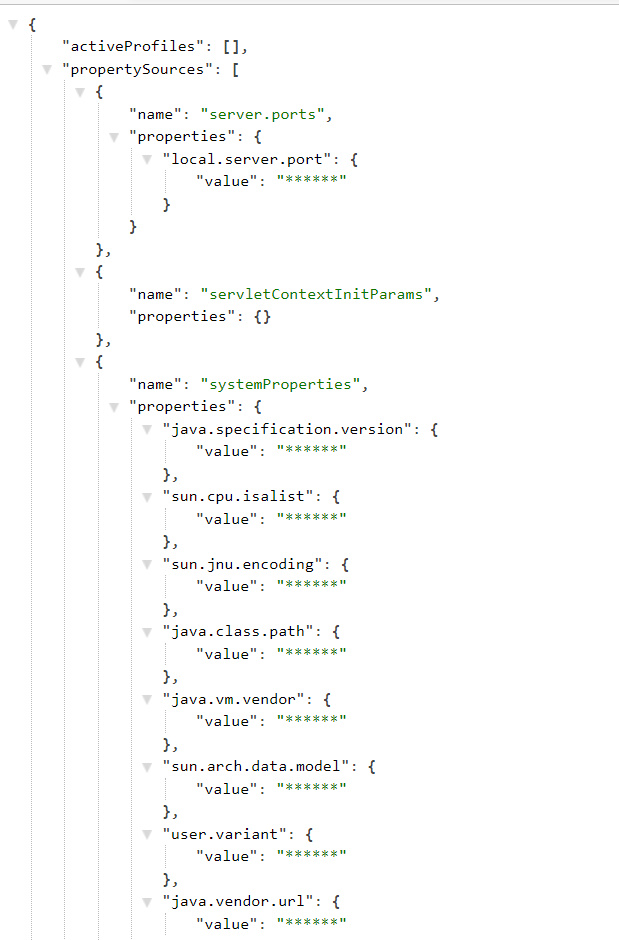 {
"activeProfiles": [],
"propertySources": [
{
"name": "server.ports",
"properties": {
"local.server.port": {
"value": "******"
}
}
},
{
"name": "servletContextInitParams",
"properties": {}
},
{
"name": "systemProperties",
"properties": {
"java.specification.version": {
"value": "******"
},
"sun.cpu.isalist": {
"value": "******"
},
"sun.jnu.encoding": {
"value": "******"
},
"java.class.path": {
"value": "******"
},
"java.vm.vendor": {
"value": "******"
},
"sun.arch.data.model": {
"value": "******"
},
"user.variant": {
"value": "******"
},
"java.vendor.url": {
"value": "******"